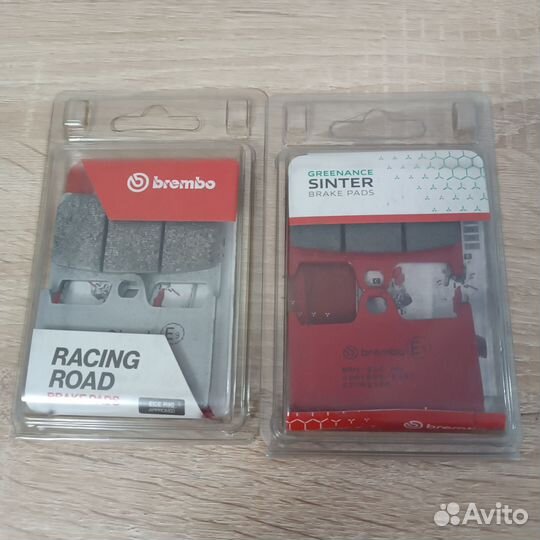 brembo
RACING
ROAD
BRAKE PADS
ECE R90
APPROVED
GREENANCE
SINTER
BRAKE PADS
brembo
brembo
Avito